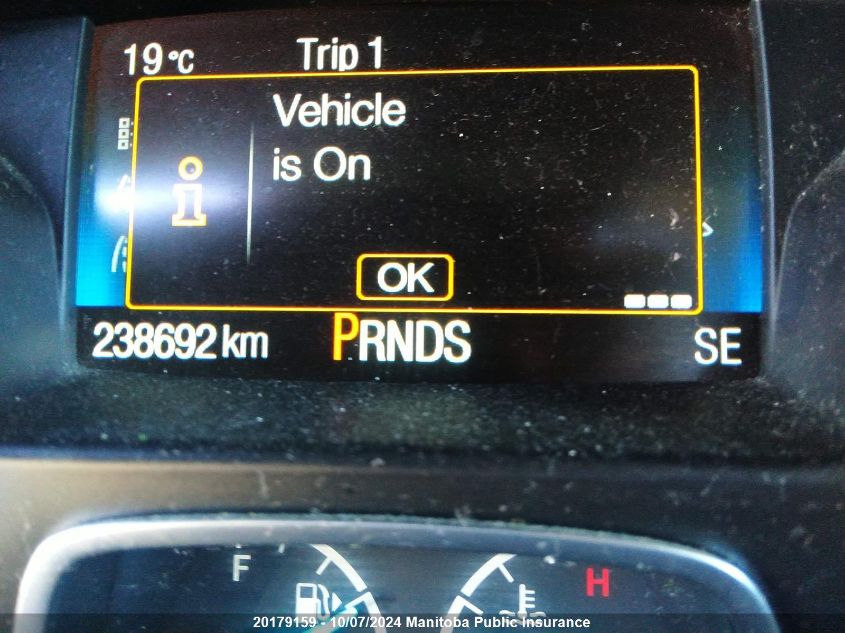 19°C Trip 1
Vehicle
is On
OK
238692 km PRNDS SE
F H
20179159 - 10/07/2024 Manitoba Public Insurance